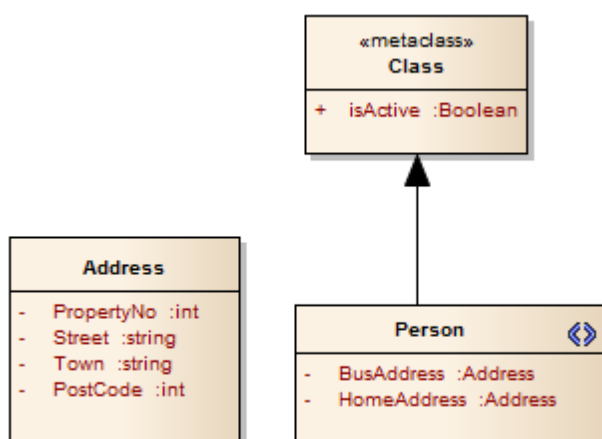 «metaclass»
Class
+ isActive :Boolean
Address
- PropertyNo :int
- Street :string
- Town :string
- PostCode :int
Person
- BusAddress :Address
- HomeAddress :Address